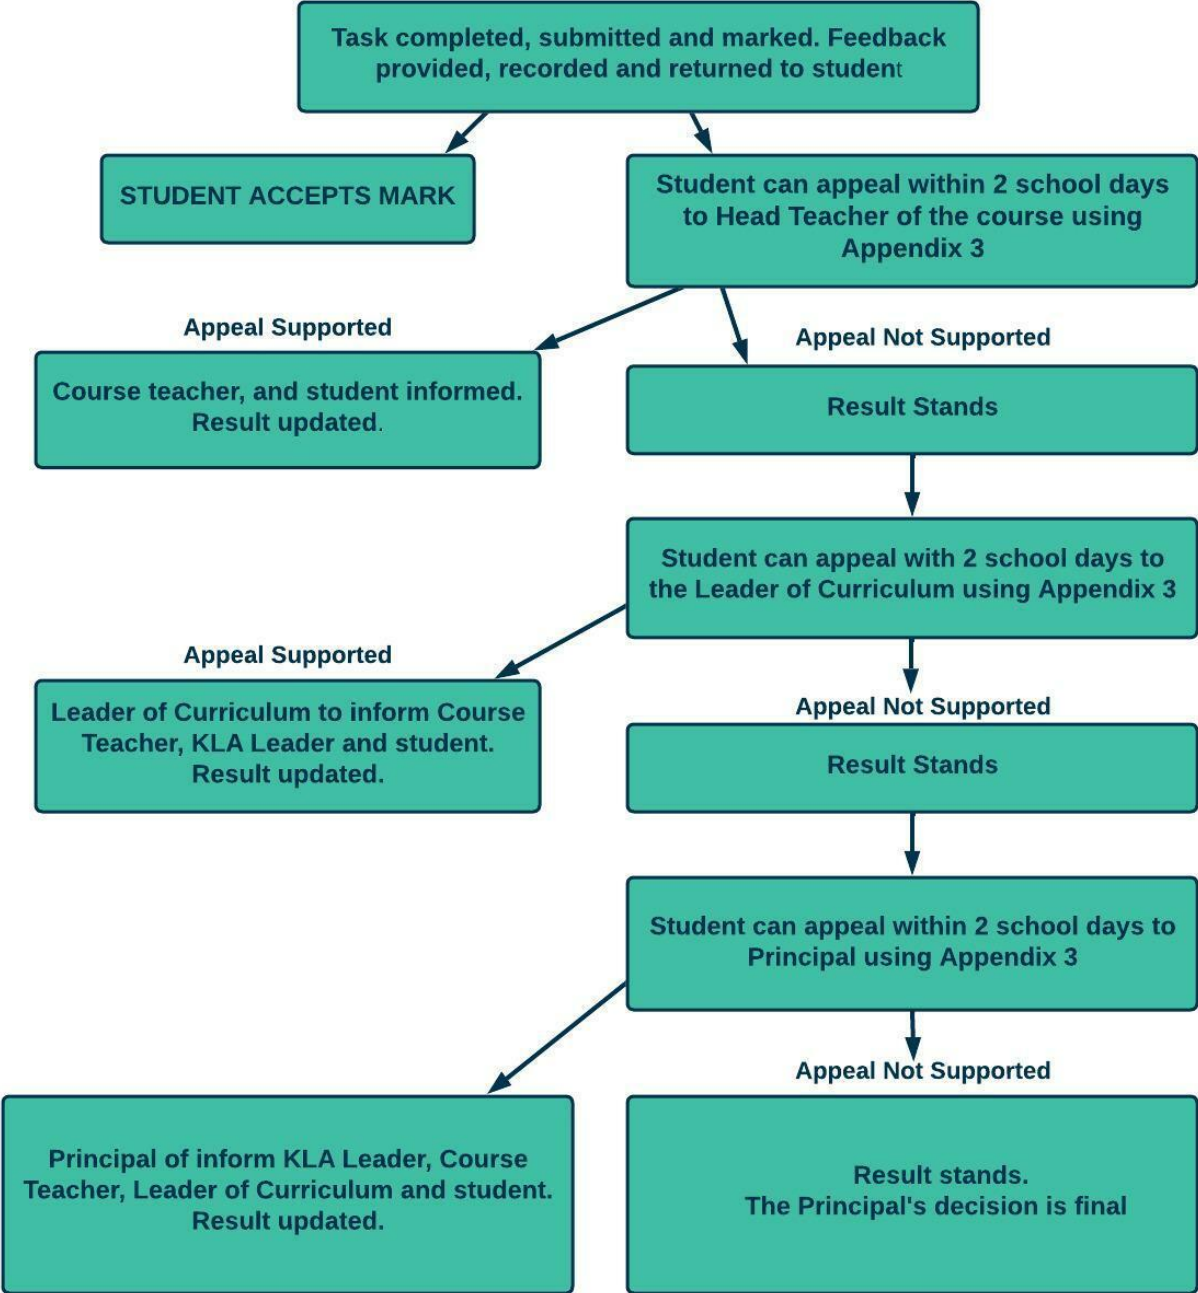 Task completed, submitted and marked. Feedback
provided, recorded and returned to student
STUDENT ACCEPTS MARK
Student can appeal within 2 school days
to Head Teacher of the course using
Appendix 3
Appeal Supported
Appeal Not Supported
Course teacher, and student informed.
Result updated.
Result Stands
Student can appeal with 2 school days to
the Leader of Curriculum using Appendix 3
Appeal Supported
Leader of Curriculum to inform Course
Teacher, KLA Leader and student.
Result updated.
Appeal Not Supported
Result Stands
Student can appeal within 2 school days to
Principal using Appendix 3
Appeal Not Supported
Principal of inform KLA Leader, Course
Teacher, Leader of Curriculum and student.
Result updated.
Result stands.
The Principal's decision is final